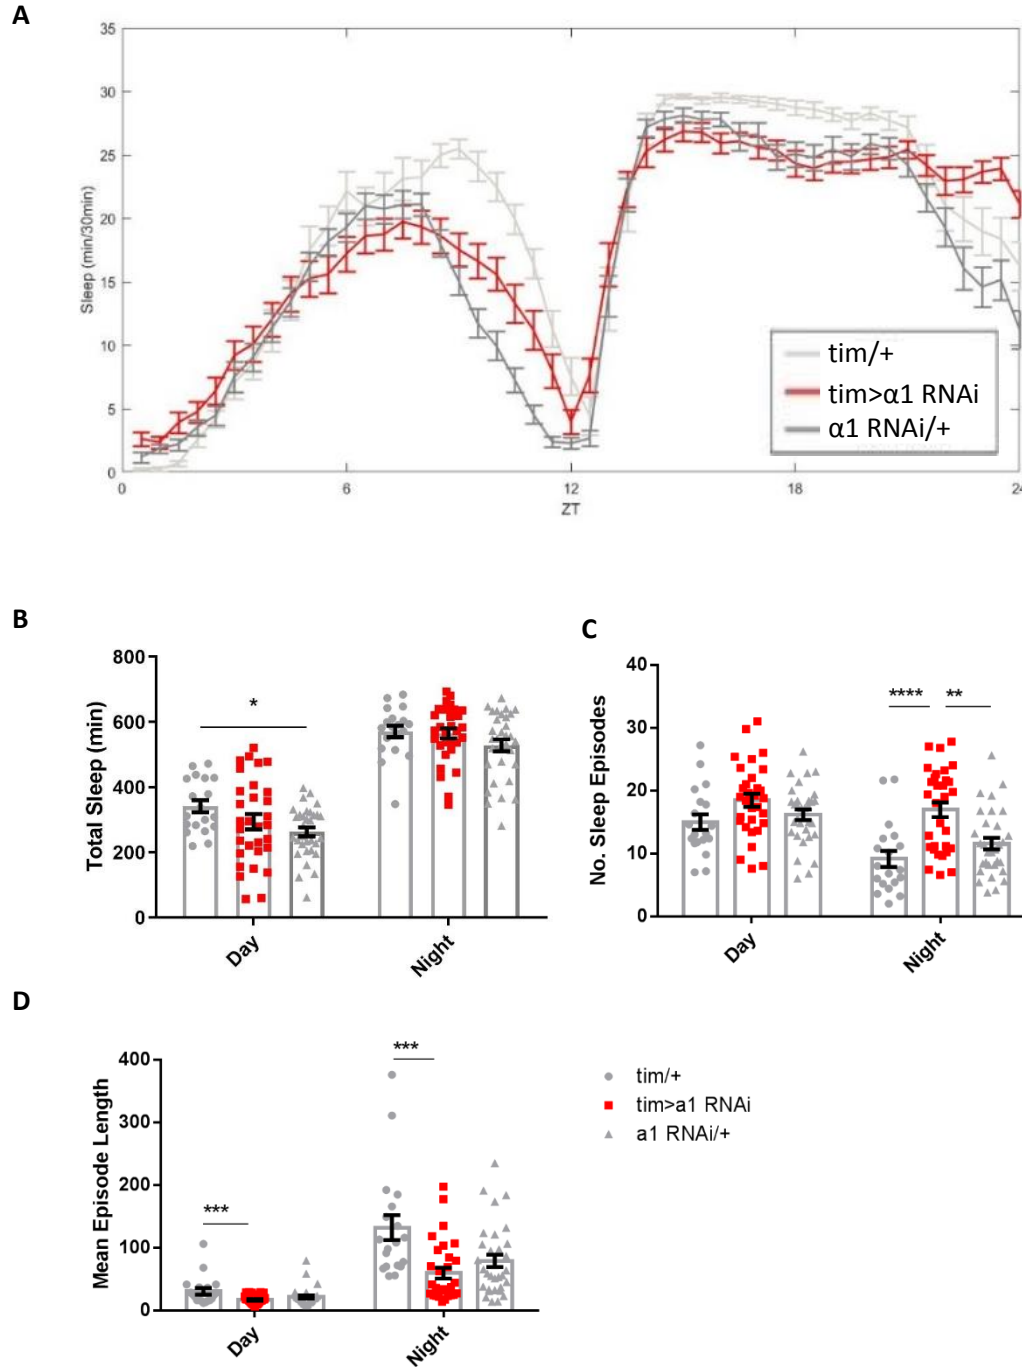 A
35
30
25
20
15
10
5
0
Sleep (min/30min)
0 6 12 18 24
ZT
tim/+
tim>α1 RNAi
α1 RNAi/+
B
800
600
400
200
0
Total Sleep (min)
*
Day Night
C
40
30
20
10
0
No. Sleep Episodes
**** **
Day Night
D
400
300
200
100
0
Mean Episode Length
***
***
Day Night
tim/+
tim>a1 RNAi
a1 RNAi/+